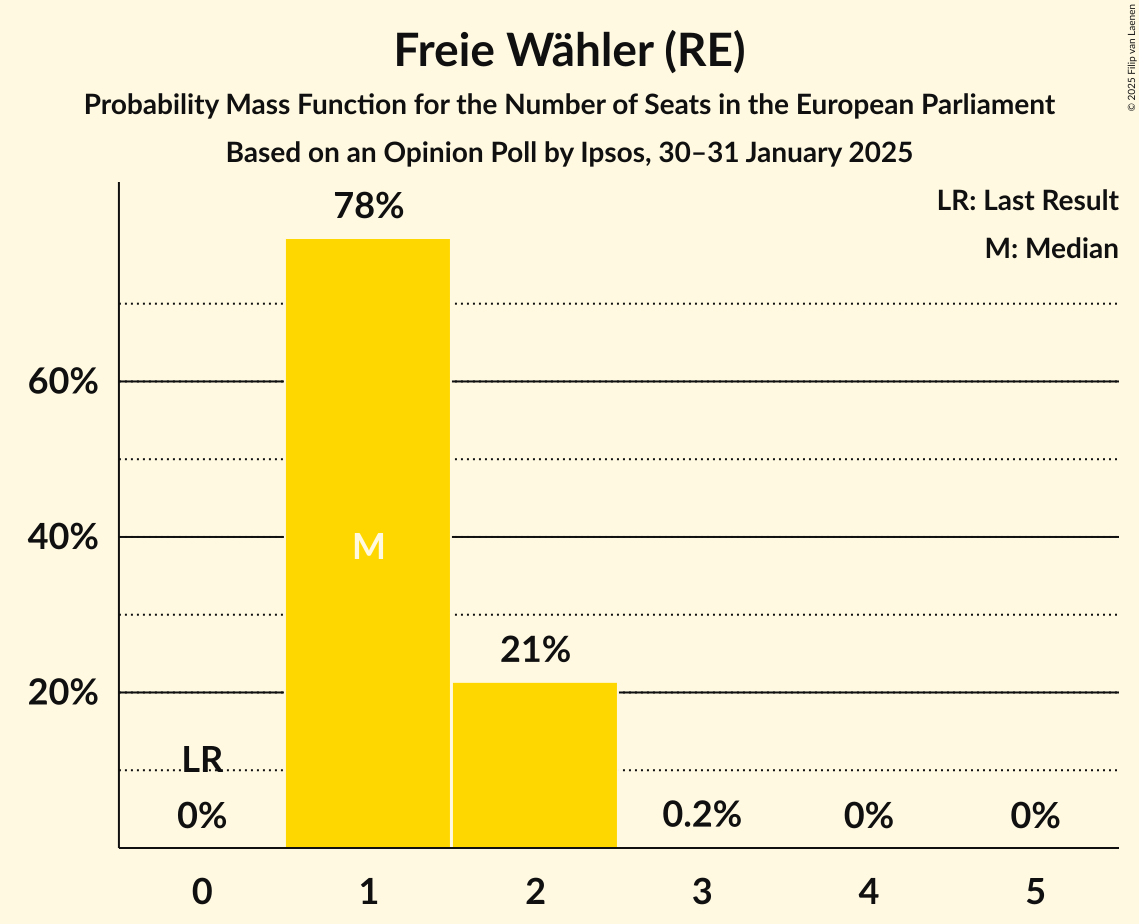 Freie Wähler (RE)
Probability Mass Function for the Number of Seats in the European Parliament
Based on an Opinion Poll by Ipsos, 30–31 January 2025
© 2025 Filip van Laenen
LR: Last Result
M: Median
78%
60%
40%
M
21%
20%
LR
0%
0.2%
0%
0%
0 1 2 3 4 5